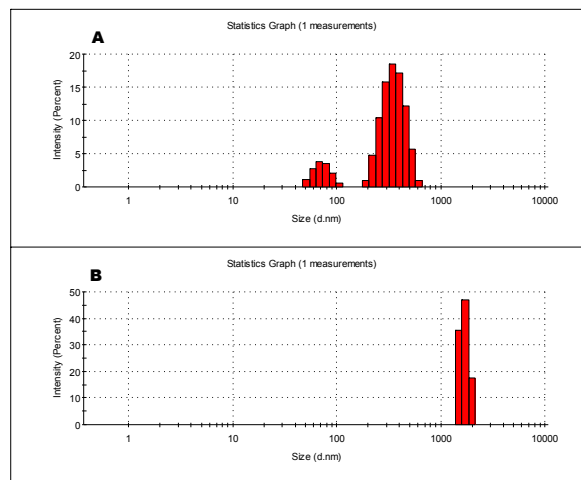 A
Statistics Graph (1 measurements)
20
15
10
5
0
Intensity (Percent)
1 10 100 1000 10000
Size (d.nm)
B
Statistics Graph (1 measurements)
50
40
30
20
10
0
Intensity (Percent)
1 10 100 1000 10000
Size (d.nm)